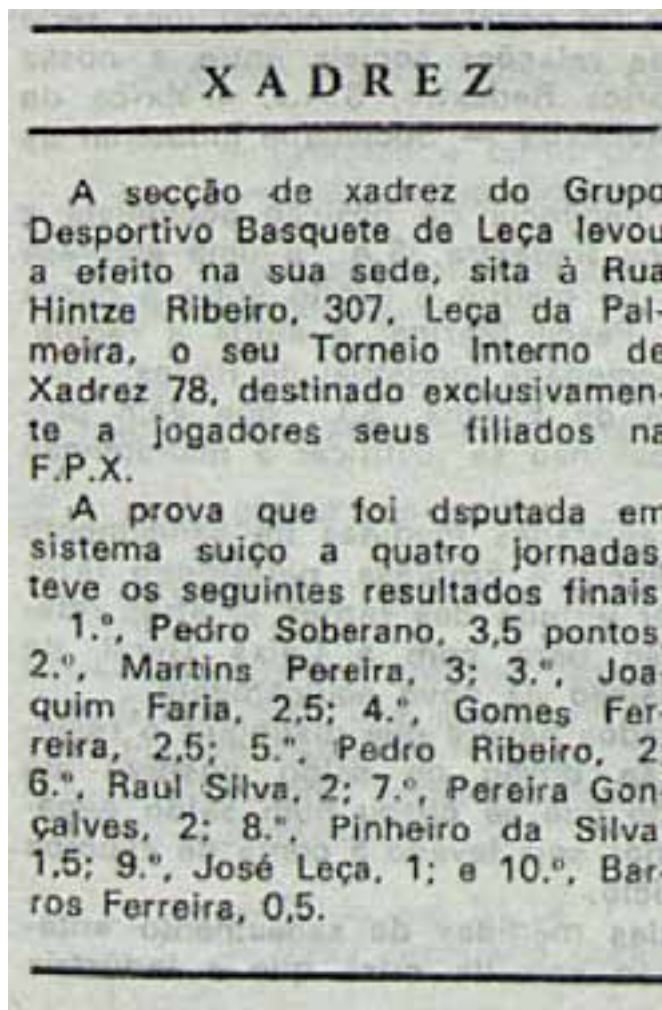 XADREZ
A secção de xadrez do Grupo
Desportivo Basquete de Leça levou
a efeito na sua sede, sita à Rua
Hintze Ribeiro, 307, Leça da Pal-
meira, o seu Torneio Interno de
Xadrez 78, destinado exclusivamen-
te a jogadores seus filiados na
F.P.X.
A prova que foi dsputada em
sistema suiço a quatro jornadas,
teve os seguintes resultados finais
1.º, Pedro Soberano, 3,5 pontos,
2.º, Martins Pereira, 3; 3.º, Joa-
quim Faria, 2,5; 4.º, Gomes Fer-
reira, 2,5; 5.º, Pedro Ribeiro, 2;
6.º, Raul Silva, 2; 7.º, Pereira Gon-
çalves, 2; 8.º, Pinheiro da Silva,
1,5; 9.º, José Leça, 1; e 10.º, Bar-
ros Ferreira, 0,5.